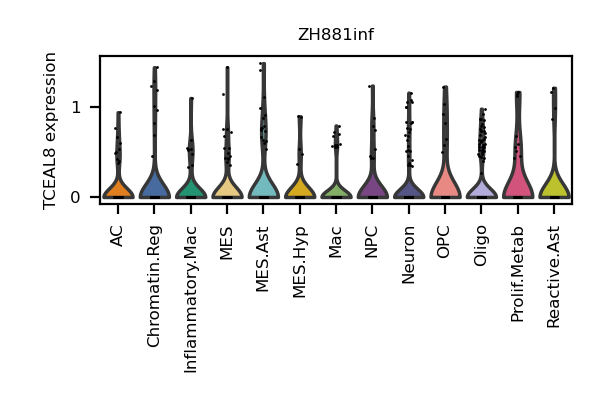 ZH881inf
TCEAL8 expression
1
0
AC
Chromatin.Reg
Inflammatory.Mac
MES
MES.Ast
MES.Hyp
Mac
NPC
Neuron
OPC
Oligo
Prolif.Metab
Reactive.Ast